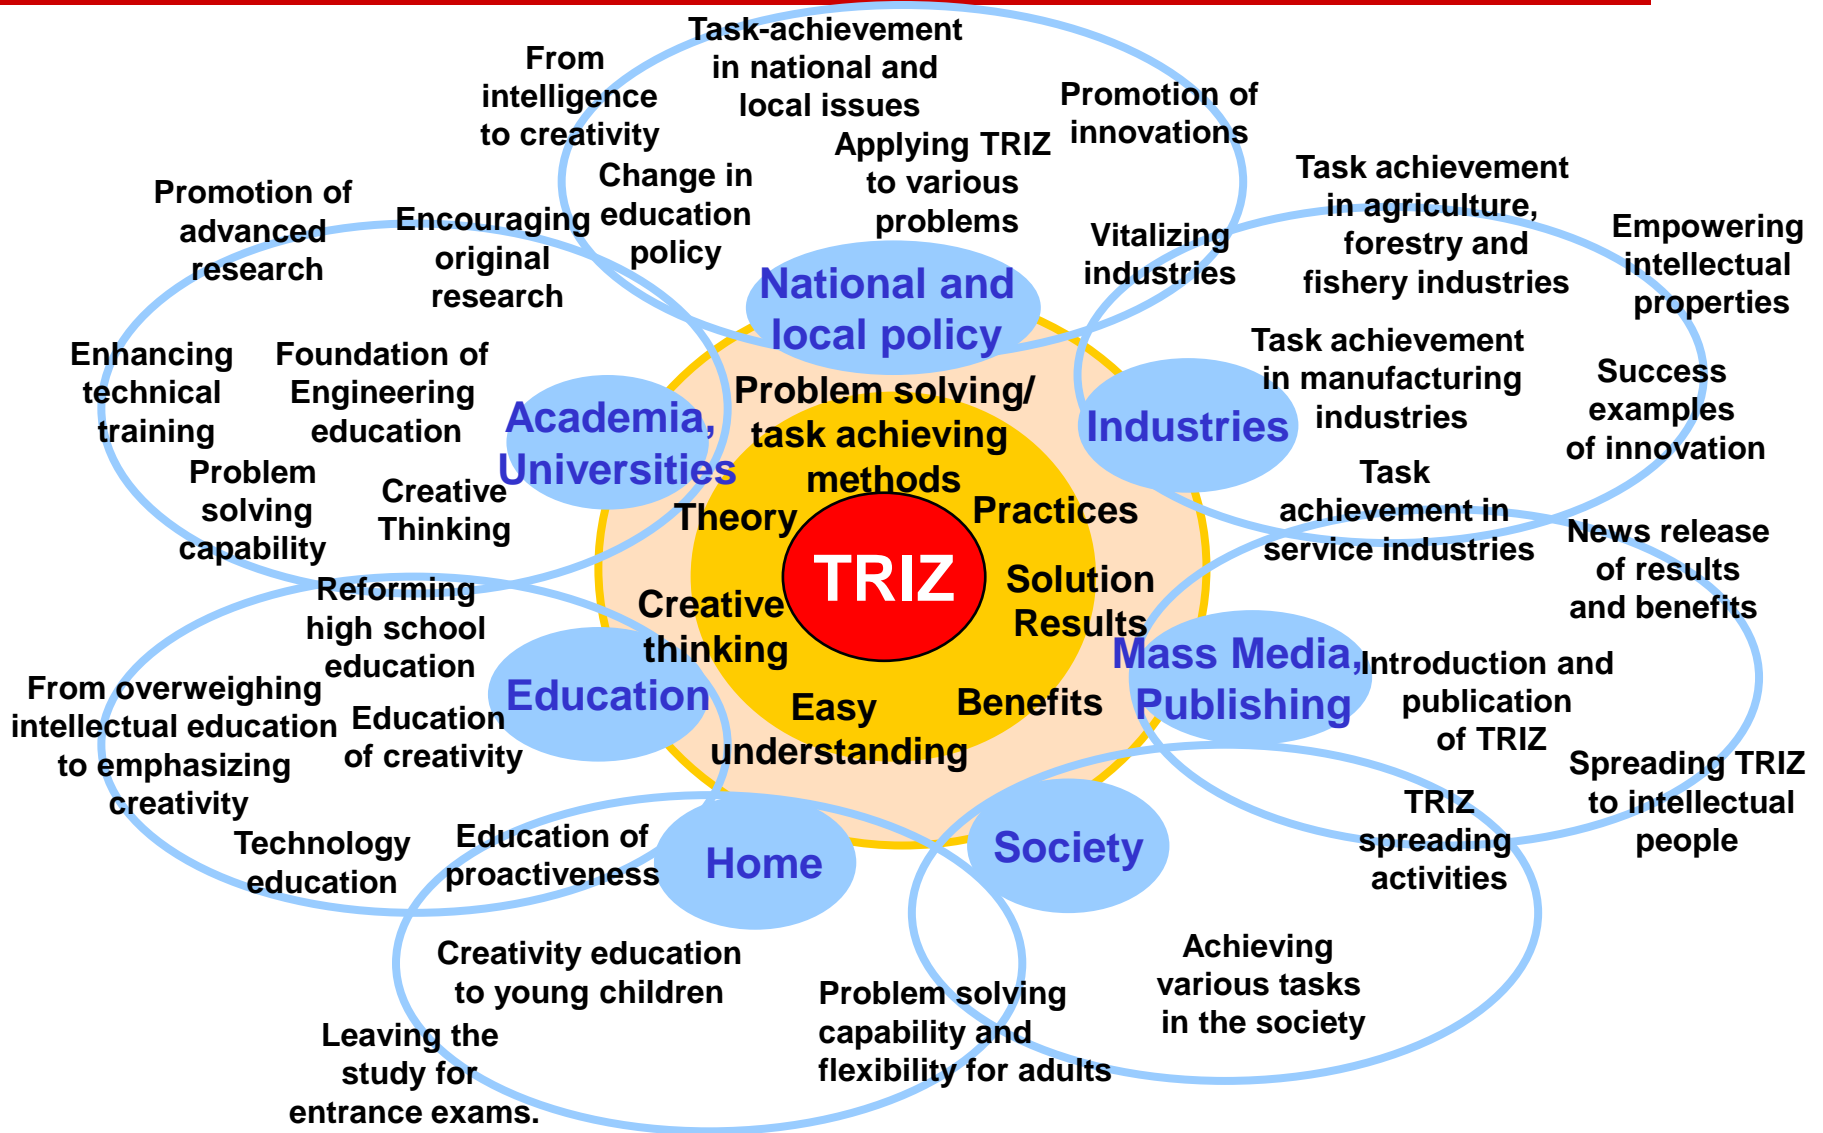 Task-achievement
in national and
local issues
From
intelligence
to creativity
Promotion of
innovations
Applying TRIZ
to various
problems
Change in
education
policy
Vitalizing
industries
National and
local policy
Task achievement
in agriculture,
forestry and
fishery industries
Empowering
intellectual
properties
Task achievement
in manufacturing
industries
Success
examples
of innovation
Task
achievement in
service industries
Industries
Promotion of
advanced
research
Encouraging
original
research
Enhancing
technical
training
Foundation of
Engineering
education
Problem
solving
capability
Creative
Thinking
Academia,
Universities
Problem solving/
task achieving
methods
Theory
Practices
TRIZ
Creative
thinking
Solution
Results
Easy
understanding
Benefits
News release
of results
and benefits
Mass Media,
Publishing
Introduction and
publication
of TRIZ
Spreading TRIZ
to intellectual
people
Reforming
high school
education
From overweighing
intellectual education
to emphasizing
creativity
Education
of creativity
Education
Technology
education
Education of
proactiveness
Home
Creativity education
to young children
Leaving the
study for
entrance exams.
Society
TRIZ
spreading
activities
Achieving
various tasks
in the society
Problem solving
capability and
flexibility for adults